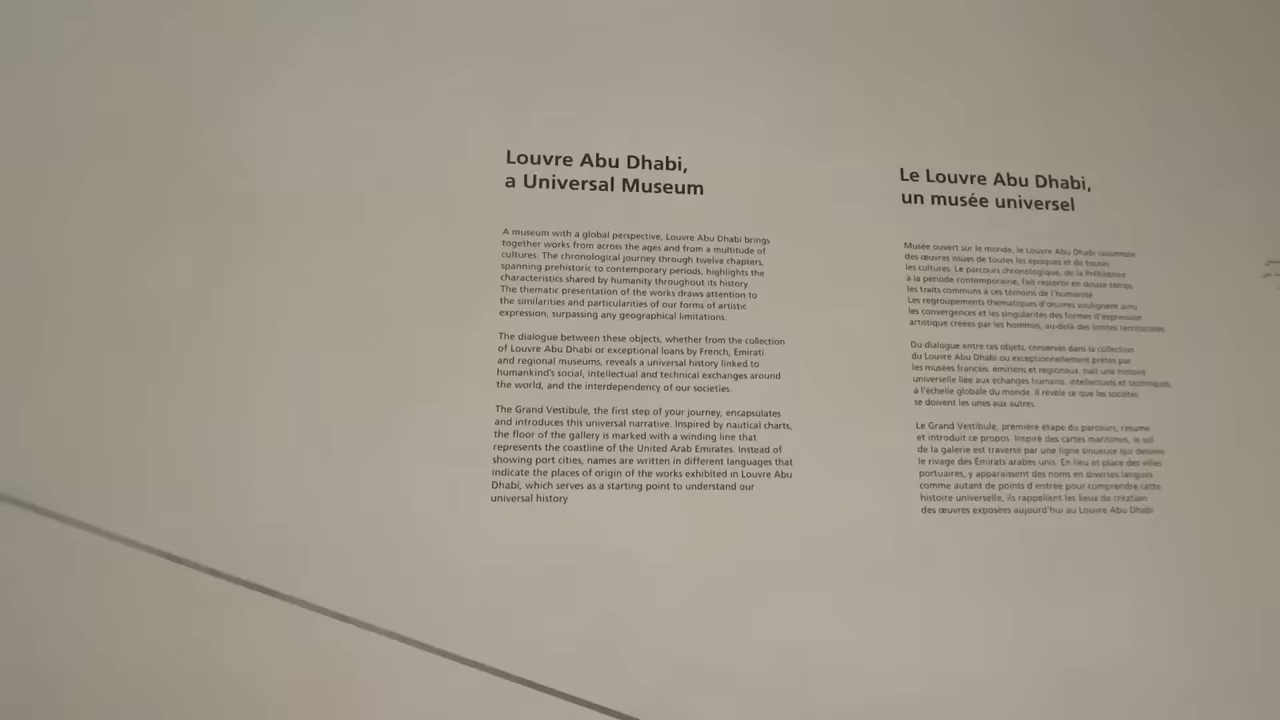 Louvre Abu Dhabi,
a Universal Museum
A museum with a global perspective, Louvre Abu Dhabi brings
together works from across the ages and from a multitude of
cultures. The chronological journey through twelve chapters,
spanning prehistoric to contemporary periods, highlights the
characteristics shared by humanity throughout its history
The thematic presentation of the works draws attention to
the similarities and particularities of our forms of artistic
expression, surpassing any geographical limitations.
The dialogue between these objects, whether from the collection
of Louvre Abu Dhabi or exceptional loans by French, Emirati
and regional museums, reveals a universal history linked to
humankind's social, intellectual and technical exchanges around
the world, and the interdependency of our societies.
The Grand Vestibule, the first step of your journey, encapsulates
and introduces this universal narrative. Inspired by nautical charts,
the floor of the gallery is marked with a winding line that
represents the coastline of the United Arab Emirates. Instead of
showing port cities, names are written in different languages that
indicate the places of origin of the works exhibited in Louvre Abu
Dhabi, which serves as a starting point to understand our
universal history
Le Louvre Abu Dhabi,
un musée universel
Musée ouvert sur le monde, le Louvre Abu Dhabi rassemble
des œuvres issues de toutes les époques et de toutes
les cultures. Le parcours chronologique, de la Préhistoire
à la période contemporaine, fait ressortir en douze temps
les traits communs à ces témoins de l'humanité
Les regroupements thématiques d'œuvres soulignent ainsi
les convergences et les singularités des formes d'expression
artistique créées par les hommes, au-delà des limites territoriales.
Du dialogue entre ces objets, conservés dans la collection
du Louvre Abu Dhabi ou exceptionnellement prêtés par
les musées français, émiriens et régionaux, naît une histoire
universelle liée aux échanges humains, intellectuels et techniques,
à l'échelle globale du monde. Il révèle ce que les sociétés
se doivent les unes aux autres.
Le Grand Vestibule, première étape du parcours, résume
et introduit ce propos. Inspiré des cartes maritimes, le sol
de la galerie est traversé par une ligne sinueuse qui dessine
le rivage des Émirats arabes unis. En lieu et place des villes
portuaires, y apparaissent des noms en diverses langues
comme autant de points d'entrée pour comprendre cette
histoire universelle, ils rappellent les lieux de création
des œuvres exposées aujourd'hui au Louvre Abu Dhabi